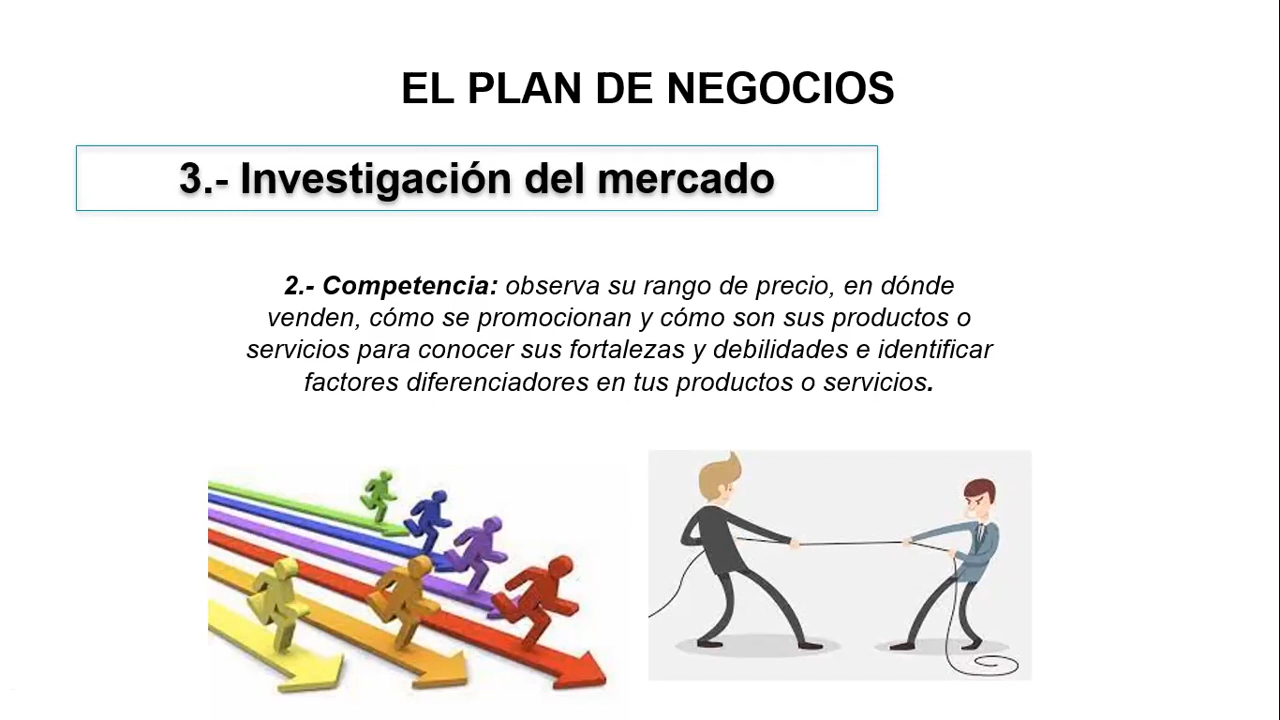 EL PLAN DE NEGOCIOS
3.- Investigación del mercado
2.- Competencia: observa su rango de precio, en dónde
venden, cómo se promocionan y cómo son sus productos o
servicios para conocer sus fortalezas y debilidades e identificar
factores diferenciadores en tus productos o servicios.